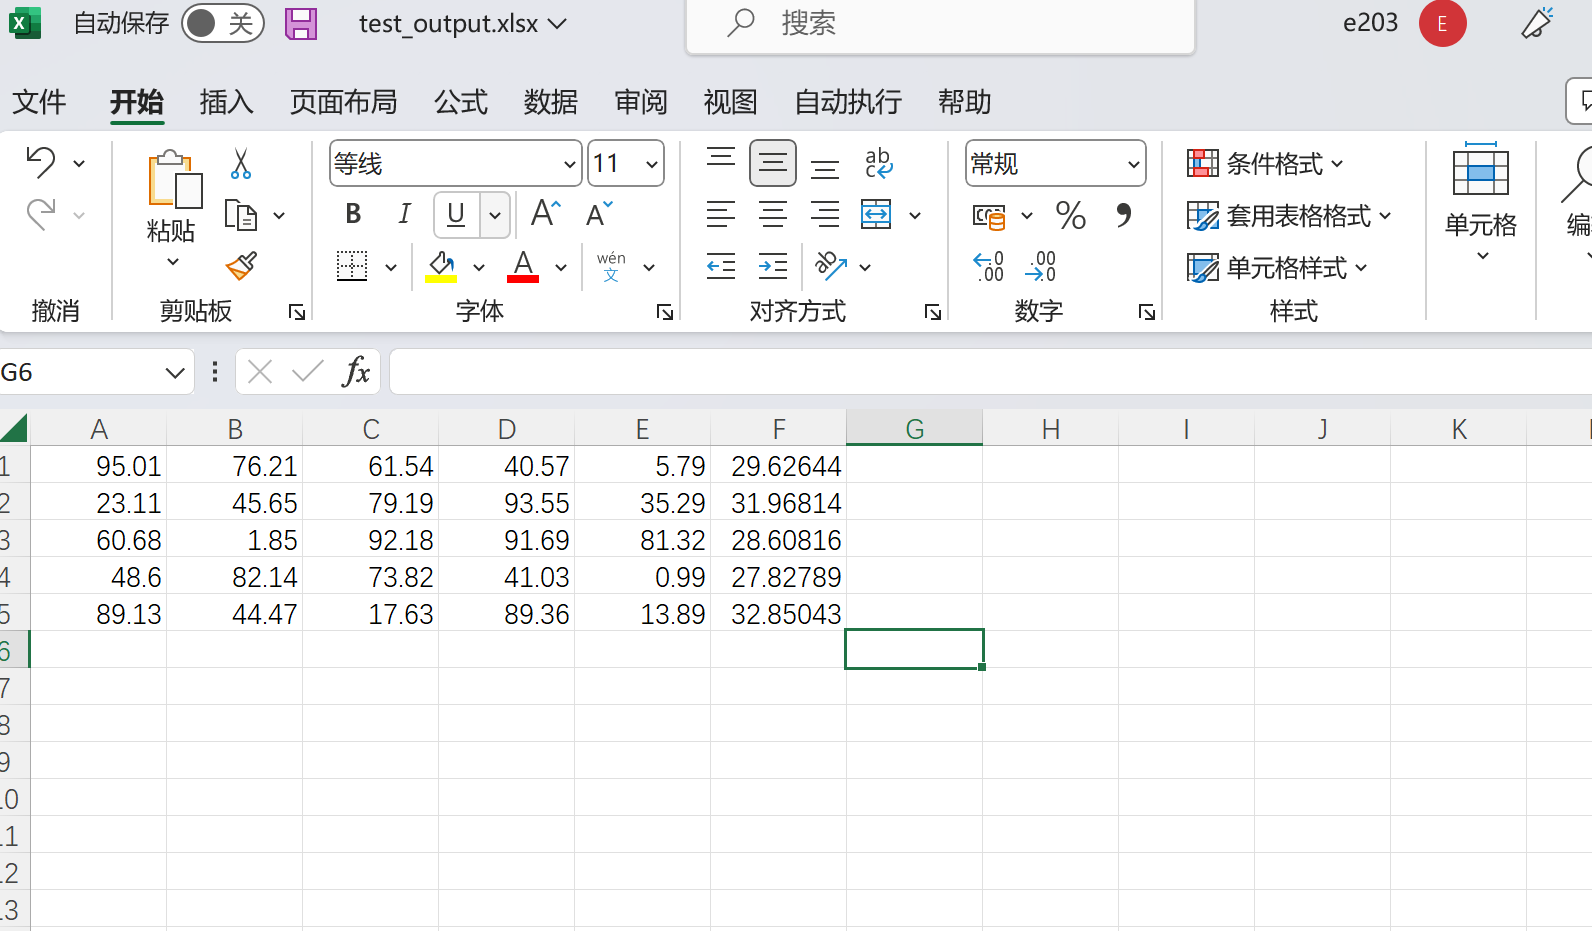 自动保存 关 test_output.xlsx 搜索 e203 E
文件 开始 插入 页面布局 公式 数据 审阅 视图 自动执行 帮助
等线 11 ab c 常规 条件格式
粘贴 B I U A A % 套用表格格式 单元格
A wén 文 ab .0 .00 .00 .0 单元格样式
撤消 剪贴板 字体 对齐方式 数字 样式
G6 fx
A B C D E F G H I J K
1 95.01 76.21 61.54 40.57 5.79 29.62644
2 23.11 45.65 79.19 93.55 35.29 31.96814
3 60.68 1.85 92.18 91.69 81.32 28.60816
4 48.6 82.14 73.82 41.03 0.99 27.82789
5 89.13 44.47 17.63 89.36 13.89 32.85043
6
7
8
9
10
11
12
13